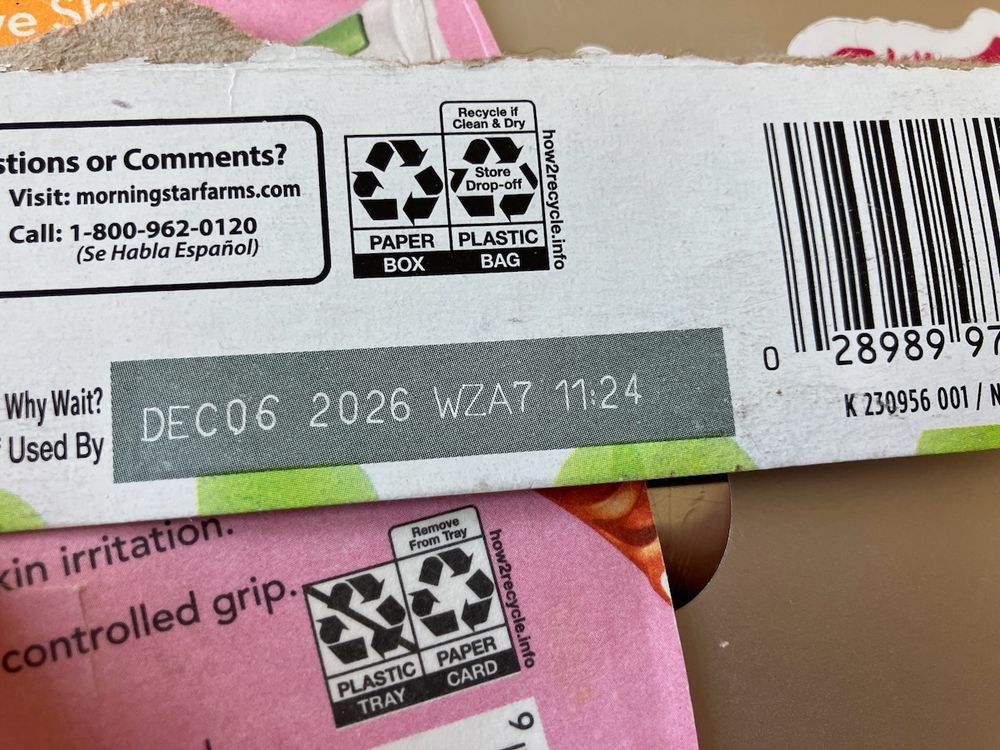 stions or Comments?
Visit: morningstarfarms.com
Call: 1-800-962-0120
(Se Habla Español)
Recycle if
Clean & Dry
Store
Drop-off
PAPER
PLASTIC
BOX
BAG
how2recycle.info
0 28989 97
K 230956 001 / N
Why Wait?
Used By
DEC06 2026 WZA7 11:24
kin irritation.
controlled grip.
Remove
From Tray
PLASTIC
PAPER
TRAY
CARD
how2recycle.info